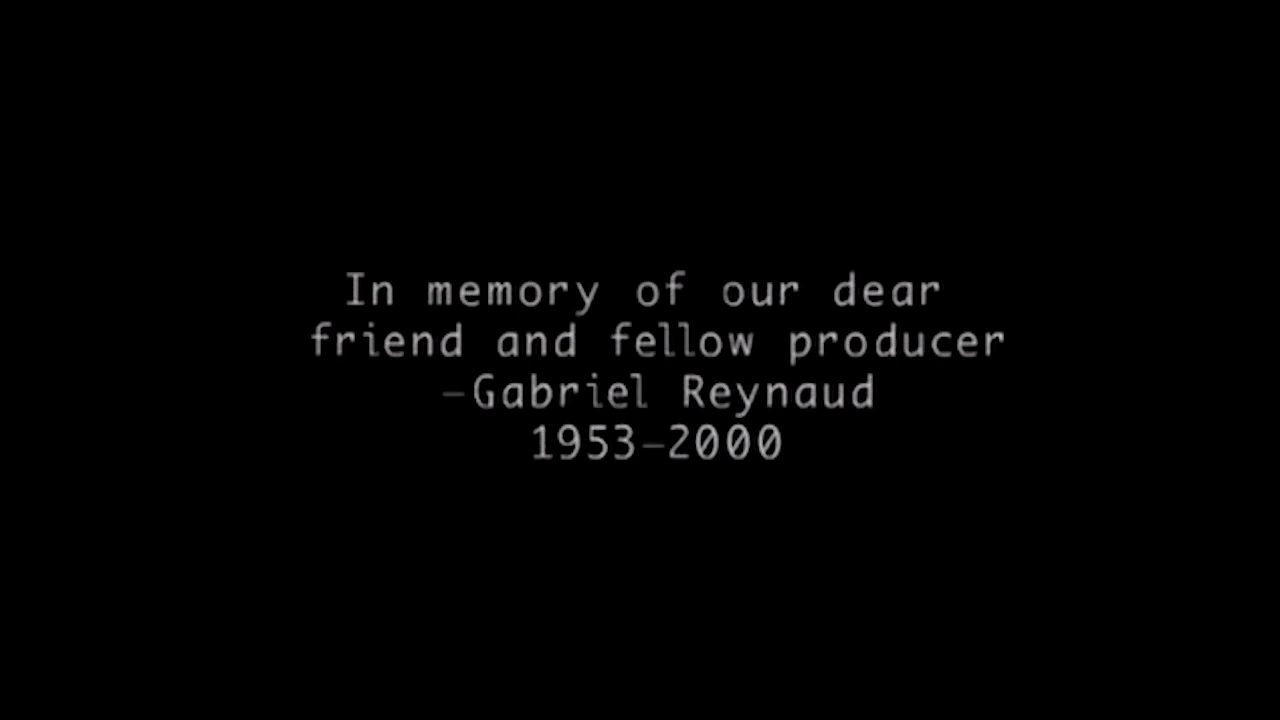 In memory of our dear
friend and fellow producer
–Gabriel Reynaud
1953–2000